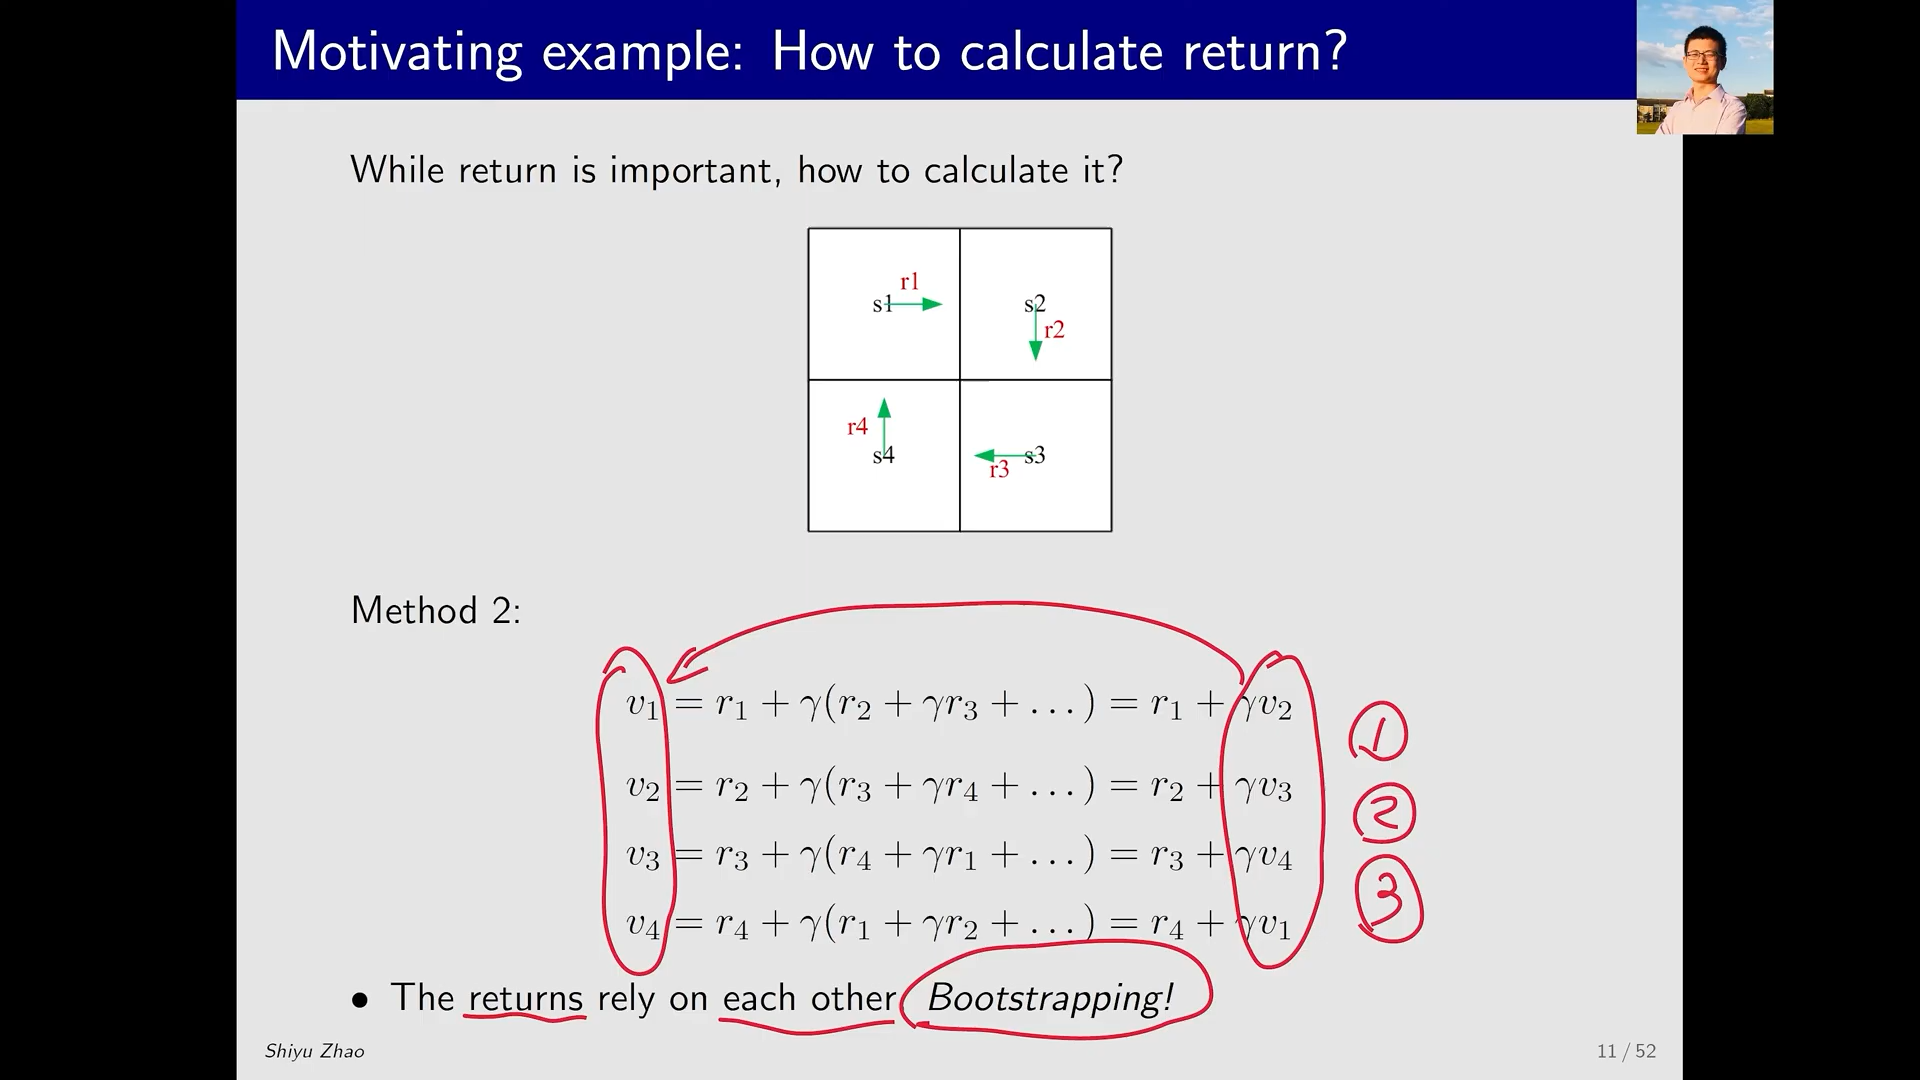 Motivating example: How to calculate return?
While return is important, how to calculate it?
r1
s1
s2
r2
r4
s4
s3
r3
Method 2:
v₁ = r₁ + γ(r₂ + γr₃ + . . . ) = r₁ + γv₂
①
v₂ = r₂ + γ(r₃ + γr₄ + . . . ) = r₂ + γv₃
②
v₃ = r₃ + γ(r₄ + γr₁ + . . . ) = r₃ + γv₄
③
v₄ = r₄ + γ(r₁ + γr₂ + . . . ) = r₄ + γv₁
• The returns rely on each other Bootstrapping!
Shiyu Zhao
11 / 52